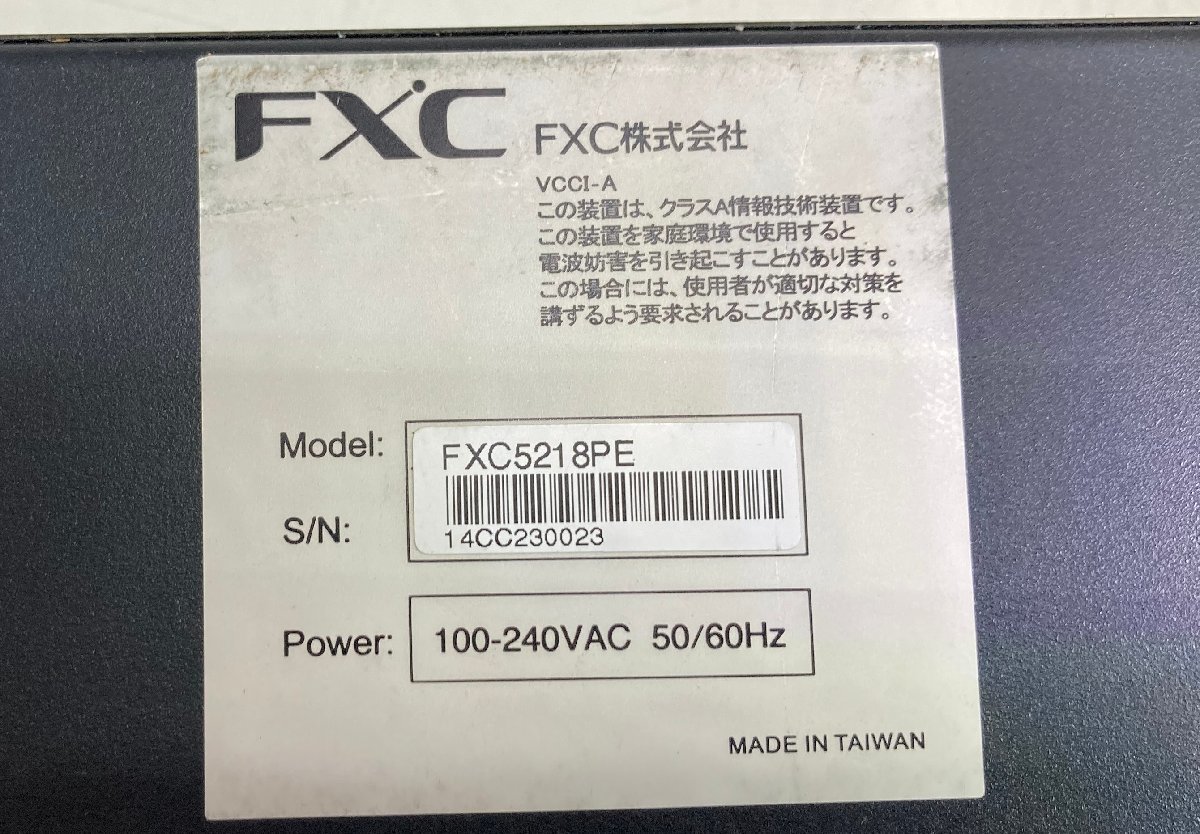 FXC FXC株式会社
VCCI-A
この装置は、クラスA情報技術装置です。
この装置を家庭環境で使用すると
電波妨害を引き起こすことがあります。
この場合には、使用者が適切な対策を
講ずるよう要求されることがあります。
Model: FXC5218PE
S/N: 14CC230023
Power: 100-240VAC 50/60Hz
MADE IN TAIWAN